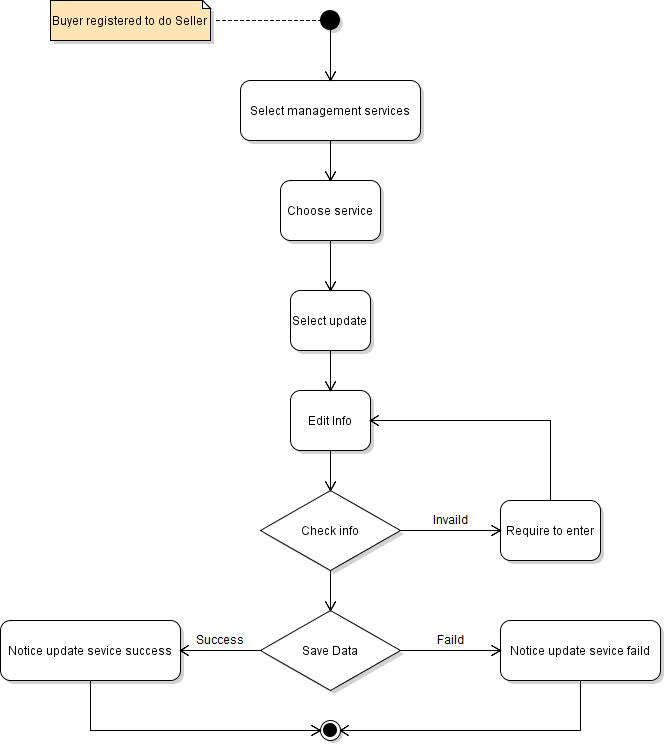 Buyer registered to do Seller
Select management services
Choose service
Select update
Edit Info
Check info
Invaild
Require to enter
Notice update sevice success
Success
Save Data
Faild
Notice update sevice faild